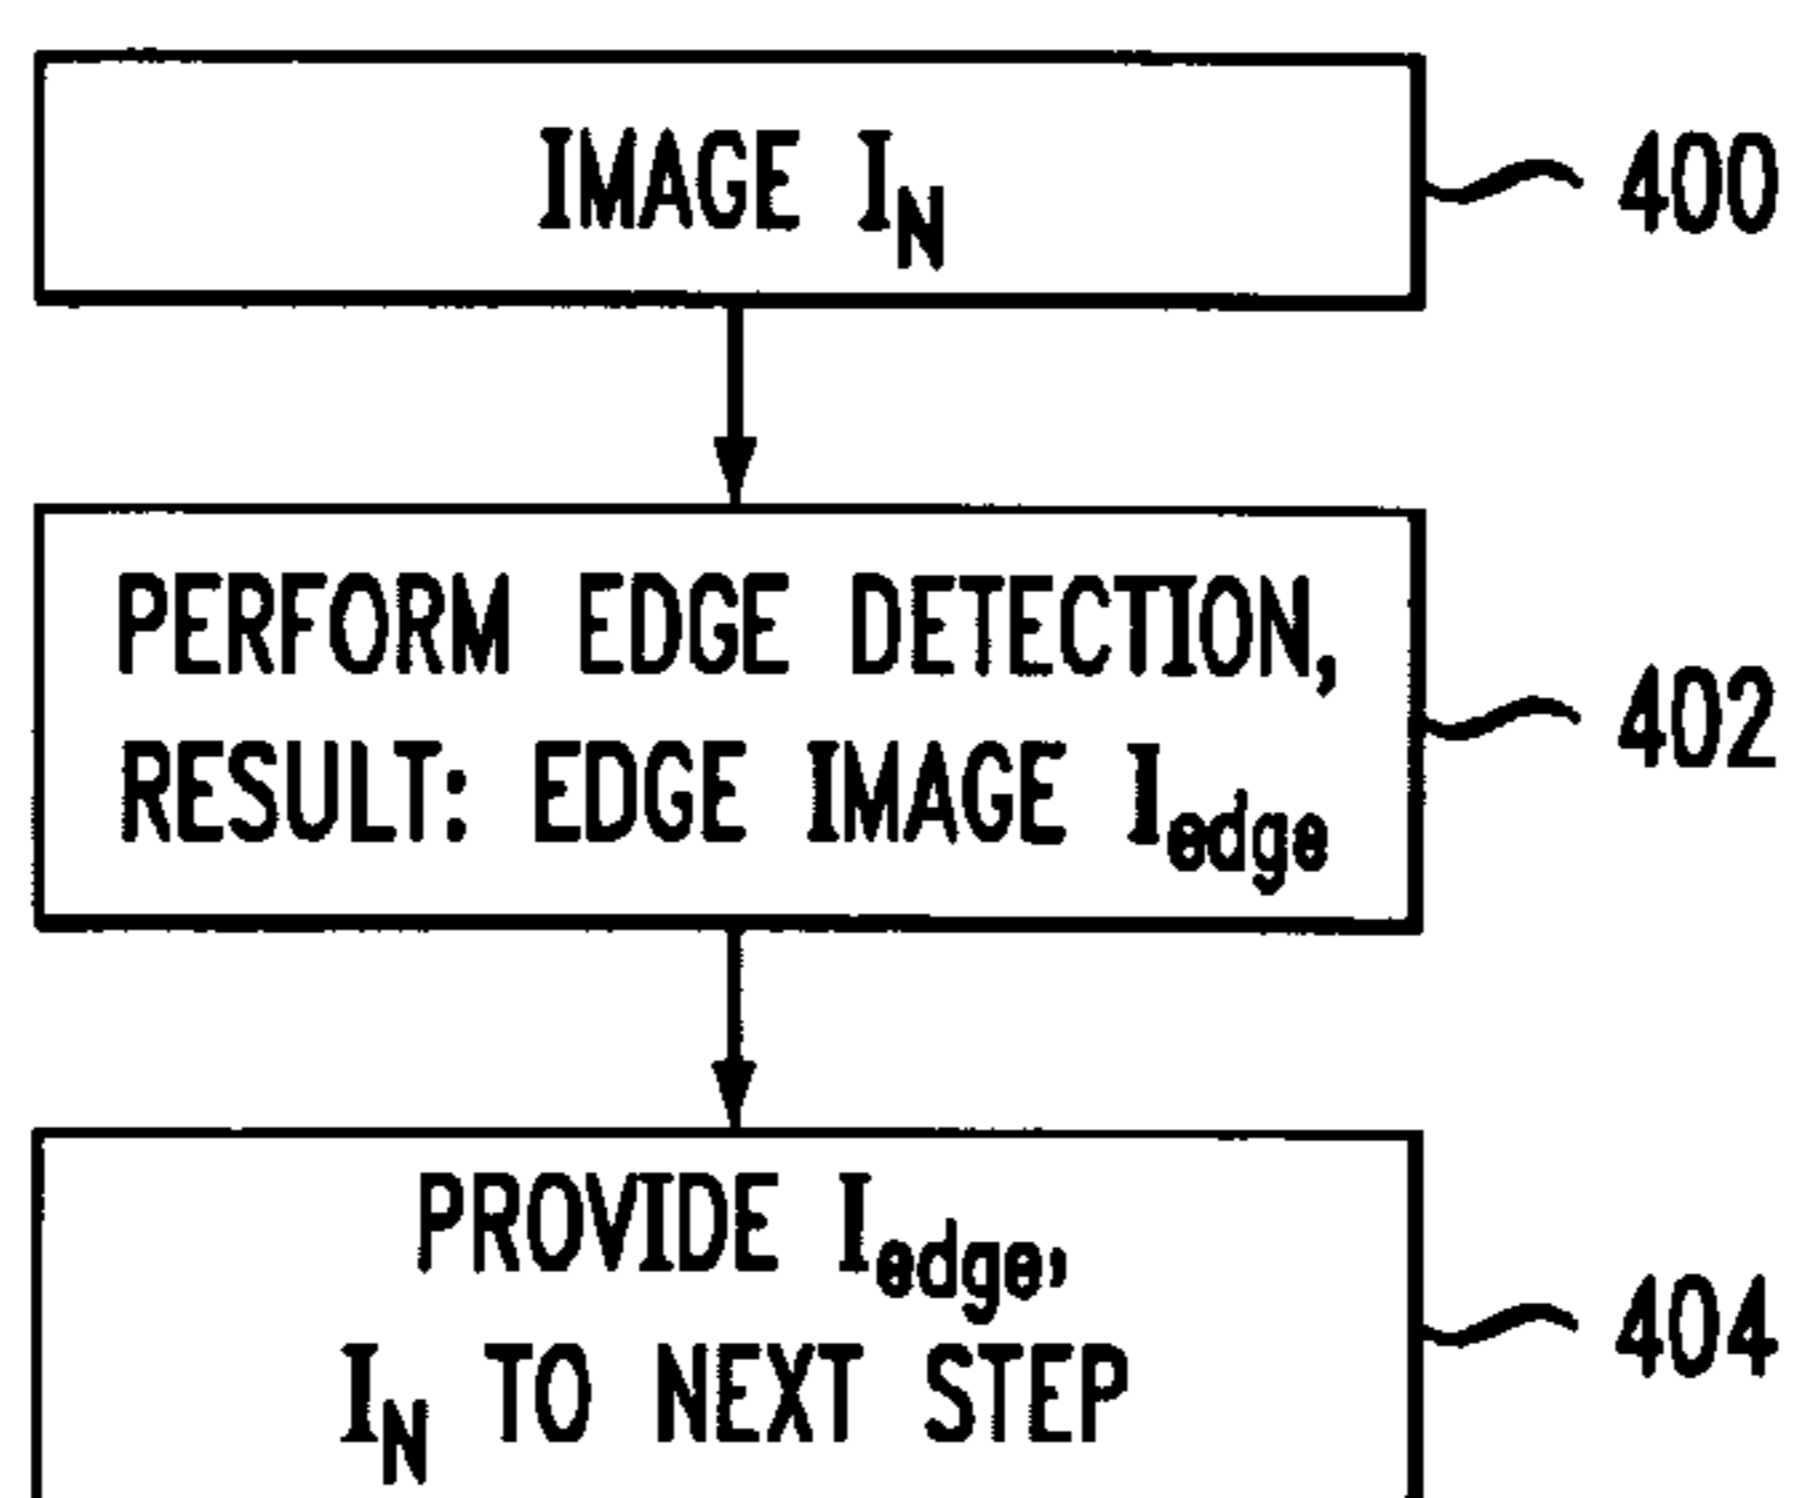 IMAGE I_N
400
PERFORM EDGE DETECTION,
RESULT: EDGE IMAGE I_edge
402
PROVIDE I_edge,
I_N TO NEXT STEP
404